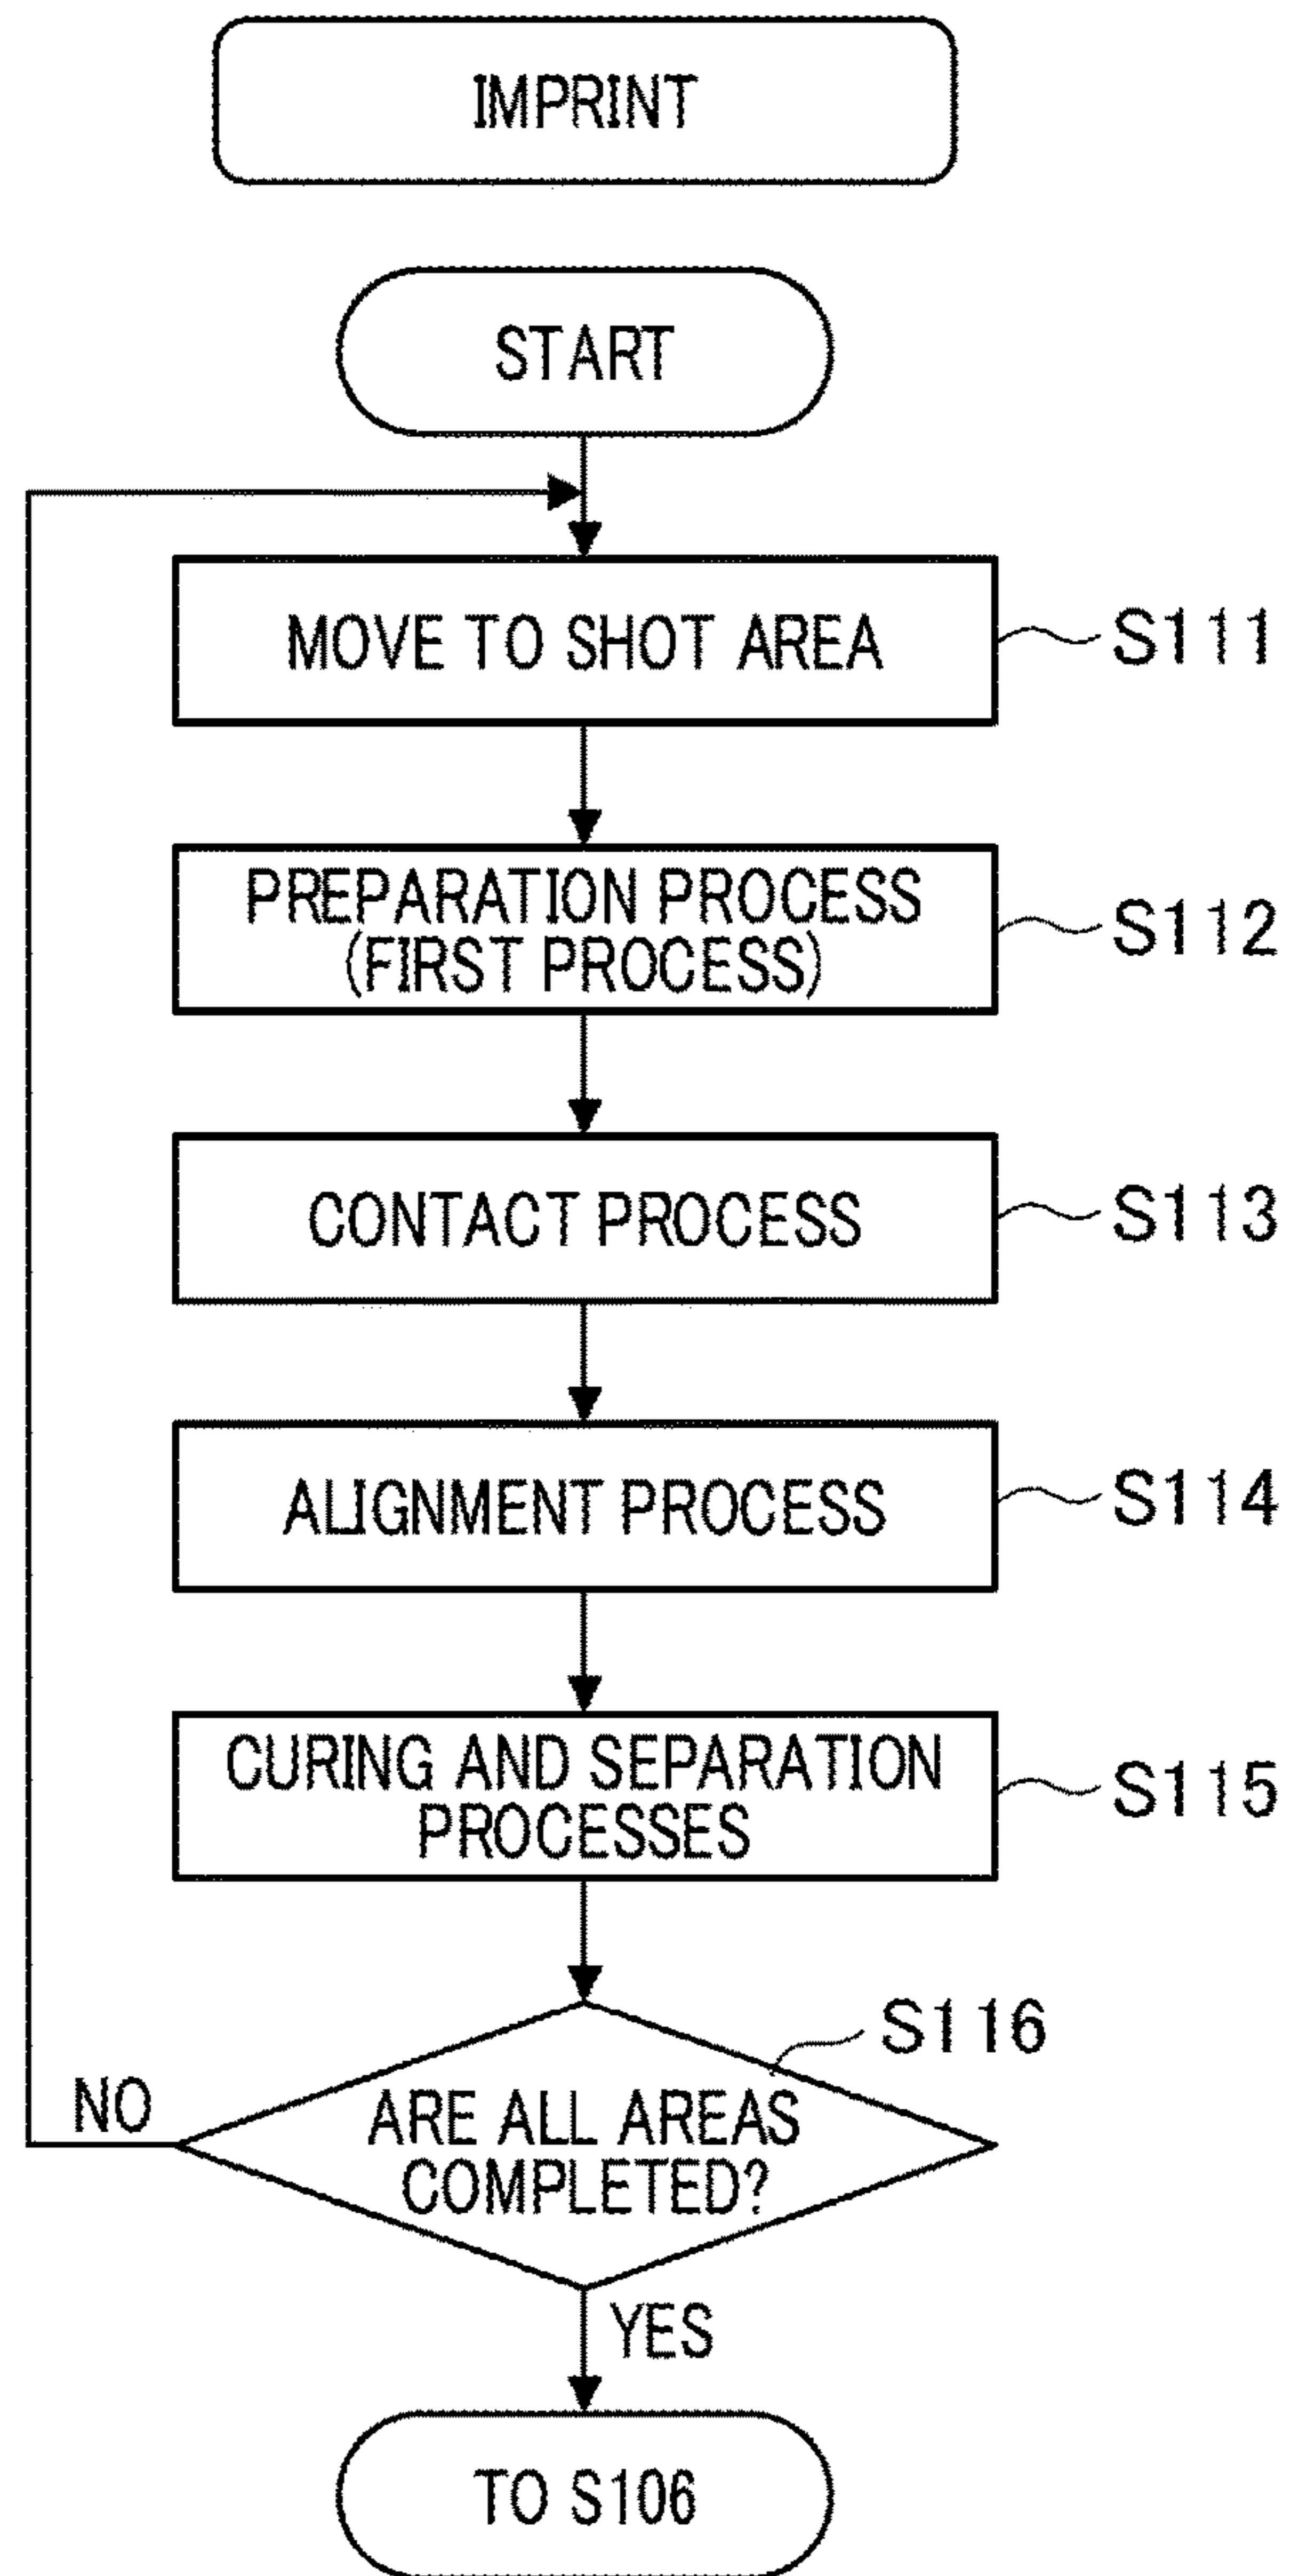 IMPRINT
START
MOVE TO SHOT AREA
S111
PREPARATION PROCESS
(FIRST PROCESS)
S112
CONTACT PROCESS
S113
ALIGNMENT PROCESS
S114
CURING AND SEPARATION
PROCESSES
S115
S116
ARE ALL AREAS
COMPLETED?
NO
YES
TO S106